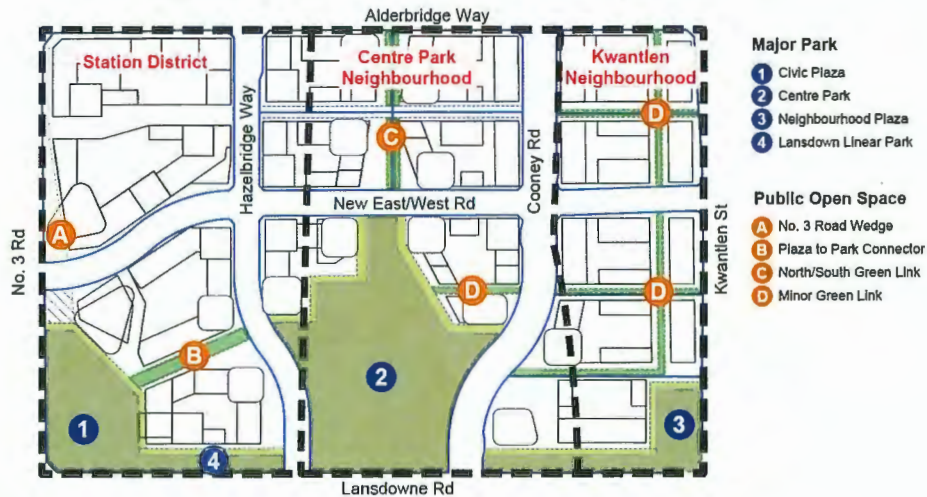 Alderbridge Way
Station District
Centre Park
Neighbourhood
Kwantlen
Neighbourhood
Hazelbridge Way
Cooney Rd
No. 3 Rd
Kwantlen St
New East/West Rd
Lansdowne Rd
A
B
C
D
D
D
1
2
3
4
Major Park
1 Civic Plaza
2 Centre Park
3 Neighbourhood Plaza
4 Lansdown Linear Park
Public Open Space
A No. 3 Road Wedge
B Plaza to Park Connector
C North/South Green Link
D Minor Green Link